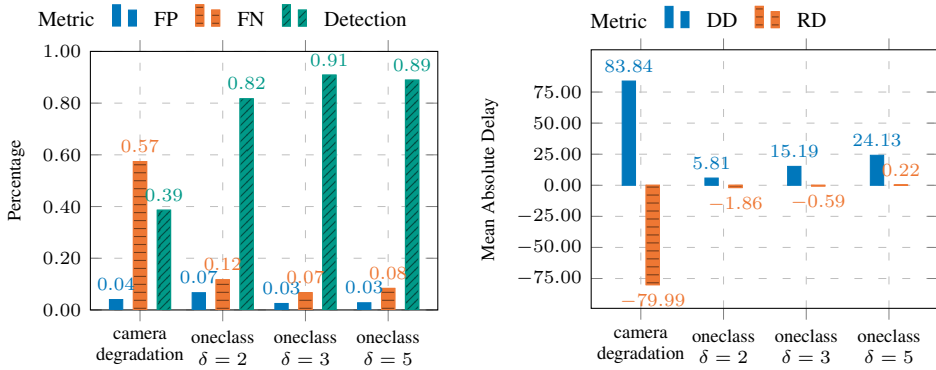 Metric FP FN Detection
1.00
0.80
0.60
0.40
0.20
0.00
Percentage
0.04
0.57
0.39
0.07
0.12
0.82
0.03
0.07
0.91
0.03
0.08
0.89
camera
degradation
oneclass
δ = 2
oneclass
δ = 3
oneclass
δ = 5
Metric DD RD
75.00
50.00
25.00
0.00
−25.00
−50.00
−75.00
Mean Absolute Delay
83.84
−79.99
5.81
−1.86
15.19
−0.59
24.13
0.22
camera
degradation
oneclass
δ = 2
oneclass
δ = 3
oneclass
δ = 5